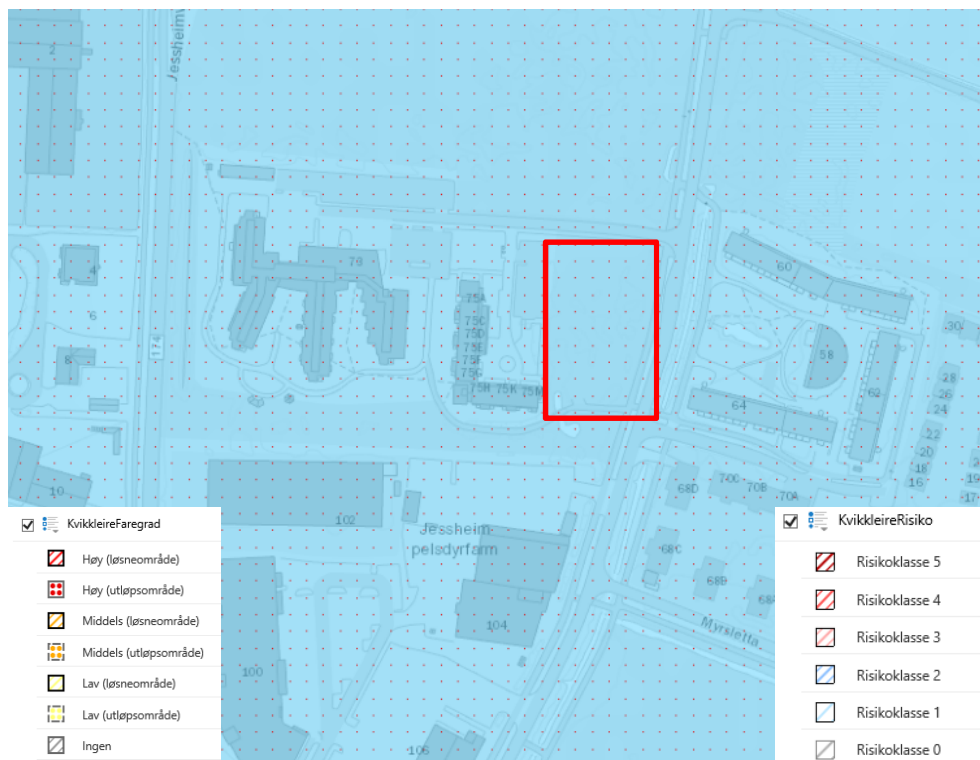 2
Jessheimv
4
6
8
174
10
78
75A
75C
75D
75E
75F
75G
75H 75K 75M
60
58
62
64
30
28
26
24
22
20
18
16
19
17
68D
70C
70B
70A
68C
68B
68A
102
Jessheim
pelsdyrfarm
104
100
106
Myrsletta
KvikkleireFaregrad
Høy (løsneområde)
Høy (utløpsområde)
Middels (løsneområde)
Middels (utløpsområde)
Lav (løsneområde)
Lav (utløpsområde)
Ingen
KvikkleireRisiko
Risikoklasse 5
Risikoklasse 4
Risikoklasse 3
Risikoklasse 2
Risikoklasse 1
Risikoklasse 0